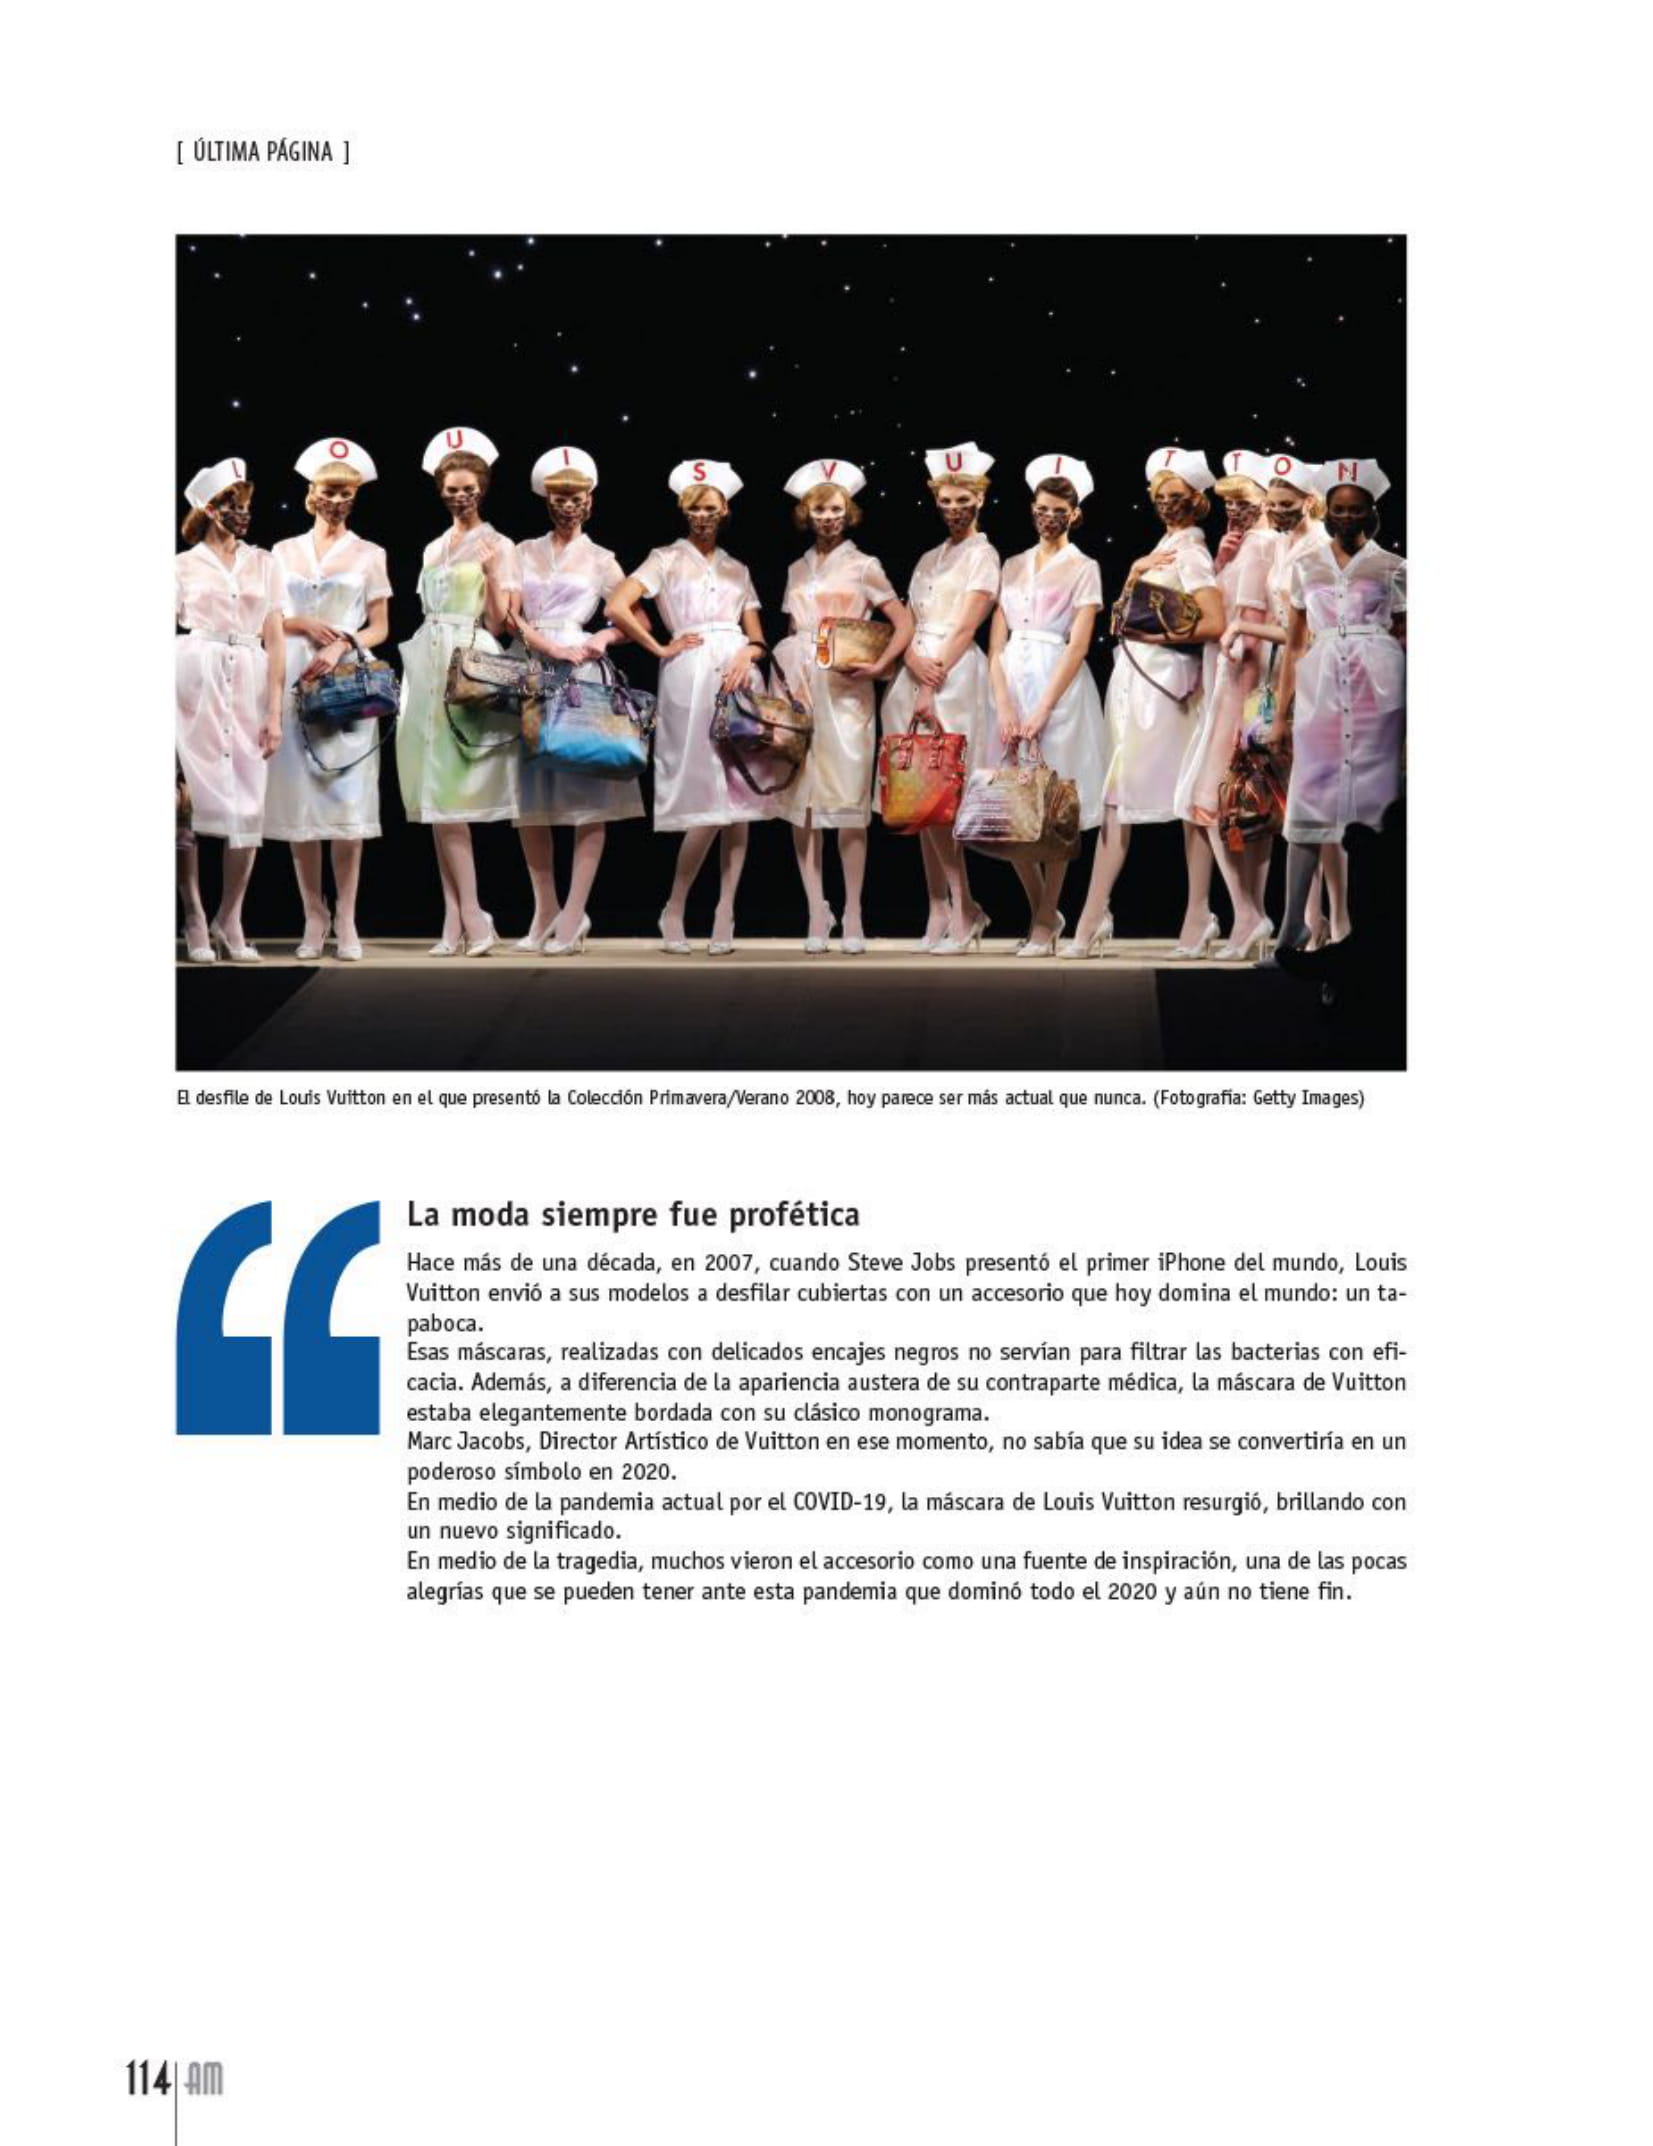 [ ÚLTIMA PÁGINA ]
L O U I S V U I T T O N
El desfile de Louis Vuitton en el que presentó la Colección Primavera/Verano 2008, hoy parece ser más actual que nunca. (Fotografía: Getty Images)
“
La moda siempre fue profética
Hace más de una década, en 2007, cuando Steve Jobs presentó el primer iPhone del mundo, Louis
Vuitton envió a sus modelos a desfilar cubiertas con un accesorio que hoy domina el mundo: un ta-
paboca.
Esas máscaras, realizadas con delicados encajes negros no servían para filtrar las bacterias con efi-
cacia. Además, a diferencia de la apariencia austera de su contraparte médica, la máscara de Vuitton
estaba elegantemente bordada con su clásico monograma.
Marc Jacobs, Director Artístico de Vuitton en ese momento, no sabía que su idea se convertiría en un
poderoso símbolo en 2020.
En medio de la pandemia actual por el COVID-19, la máscara de Louis Vuitton resurgió, brillando con
un nuevo significado.
En medio de la tragedia, muchos vieron el accesorio como una fuente de inspiración, una de las pocas
alegrías que se pueden tener ante esta pandemia que dominó todo el 2020 y aún no tiene fin.
114 AM